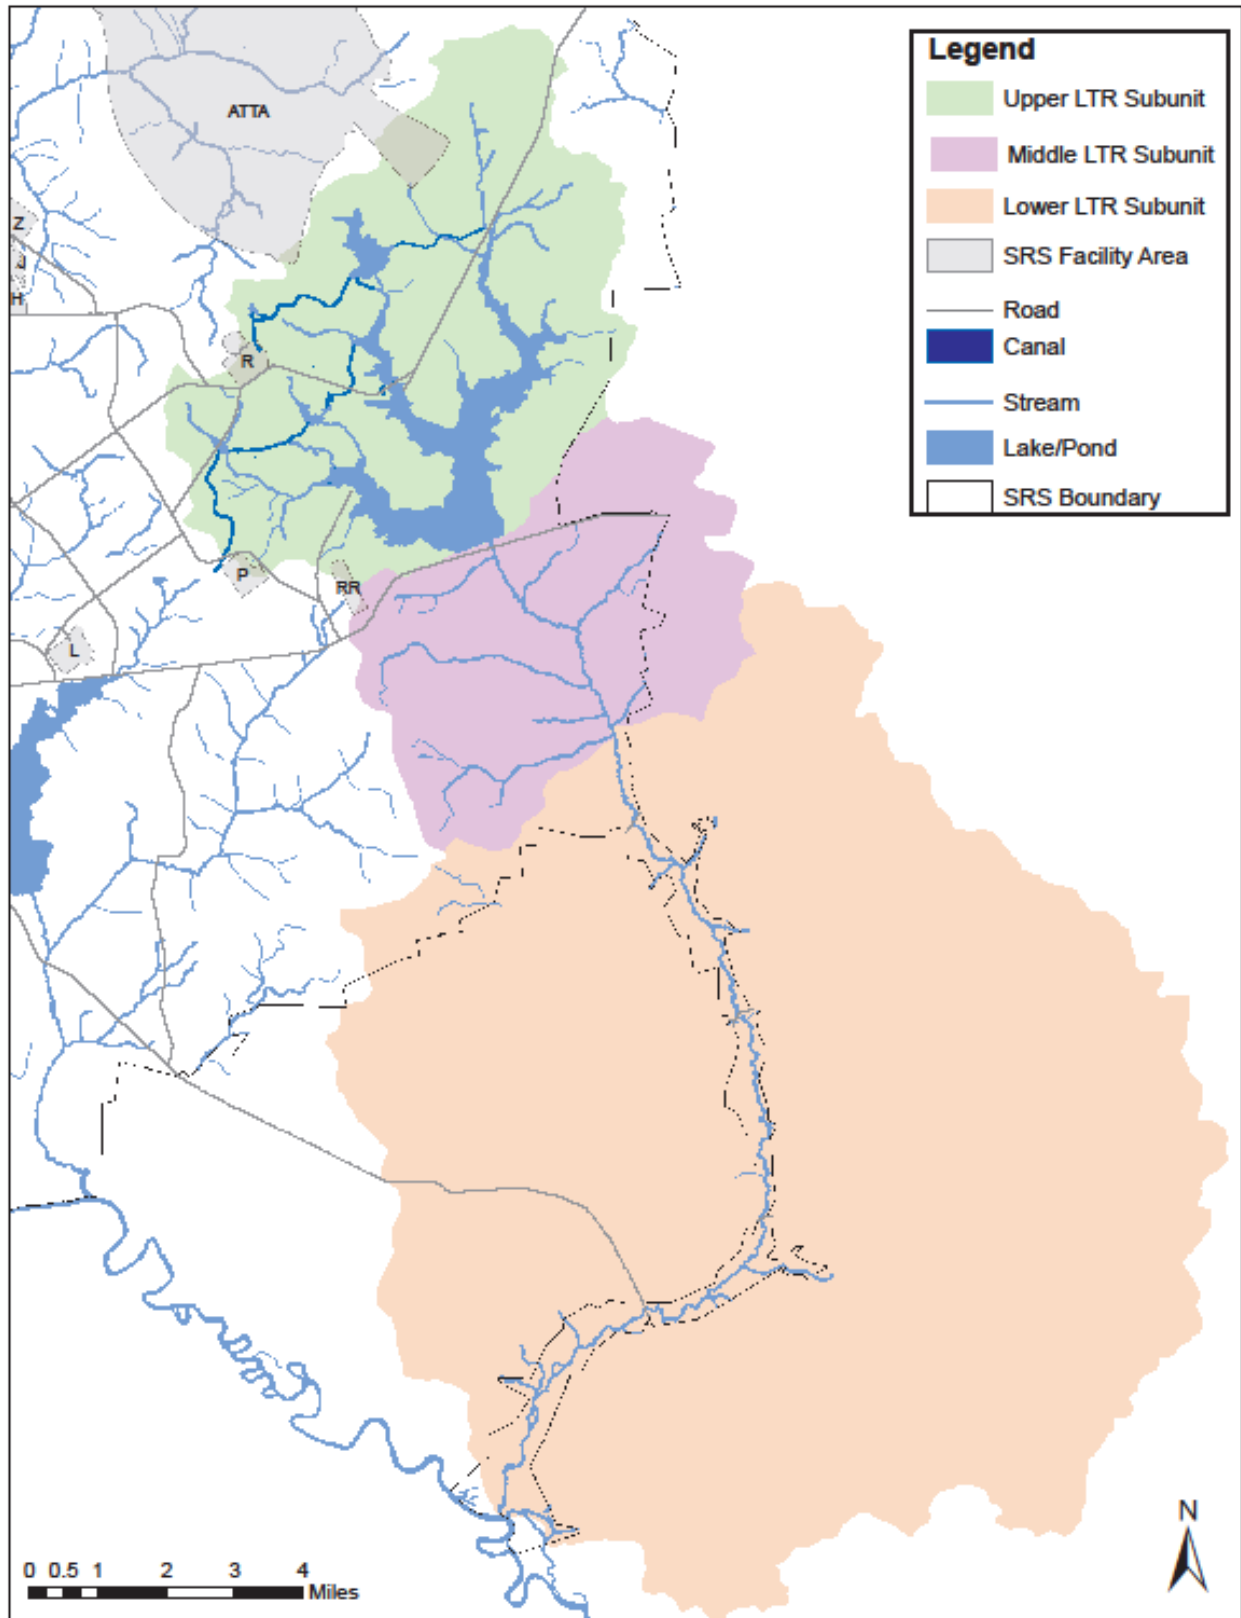 Legend
Upper LTR Subunit
Middle LTR Subunit
Lower LTR Subunit
SRS Facility Area
Road
Canal
Stream
Lake/Pond
SRS Boundary
ATTA
Z
J
H
R
P
RR
L
N
0 0.5 1 2 3 4
Miles